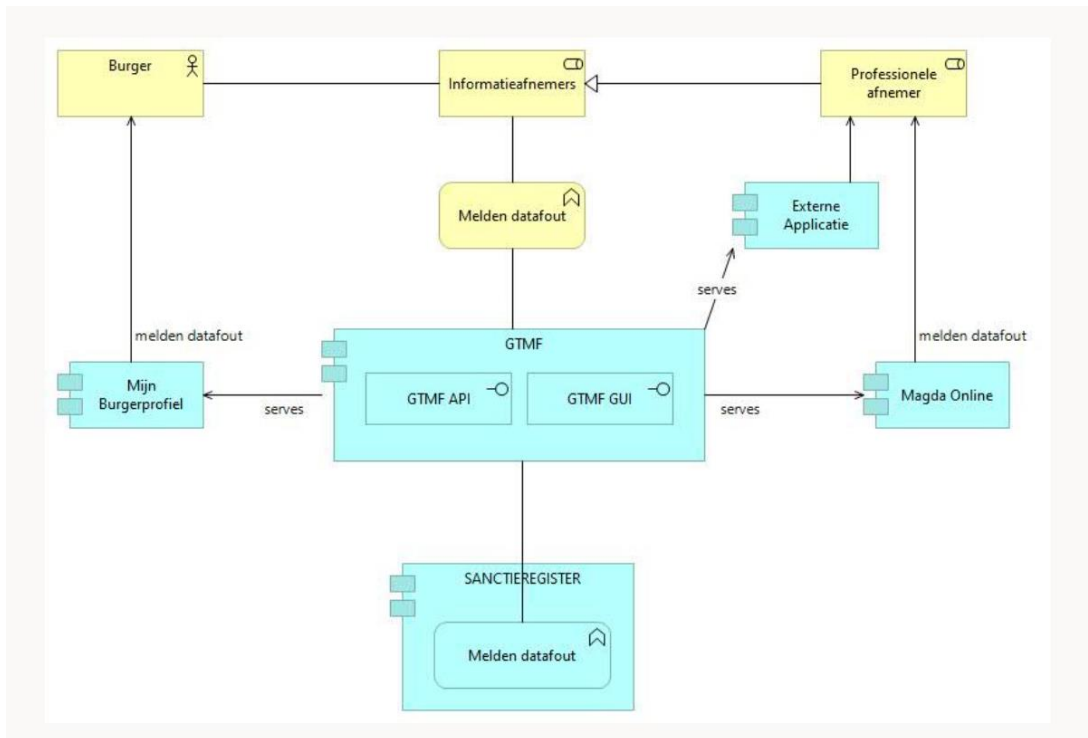 Burger
Informatieafnemers
Professionele
afnemer
Melden datafout
Externe
Applicatie
serves
melden datafout
GTMF
melden datafout
Mijn
Burgerprofiel
serves
GTMF API
GTMF GUI
serves
Magda Online
SANCTIEREGISTER
Melden datafout